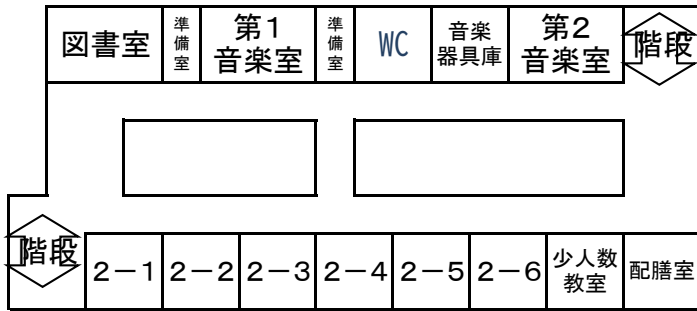 図書室
準備室
第1
音楽室
準備室
WC
音楽
器具庫
第2
音楽室
階段
階段
2－1
2－2
2－3
2－4
2－5
2－6
少人数
教室
配膳室